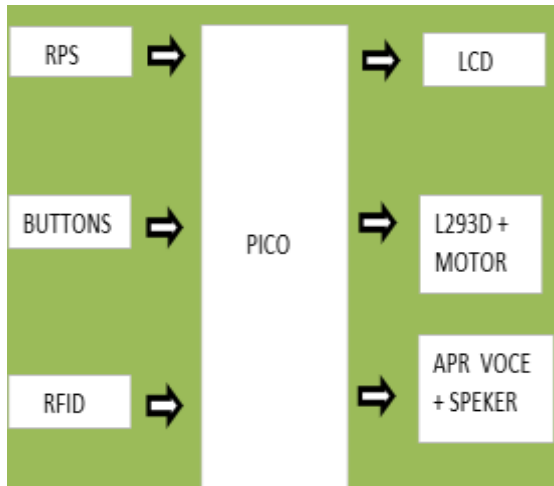 RPS
LCD
BUTTONS
PICO
L293D +
MOTOR
RFID
APR VOCE
+ SPEKER